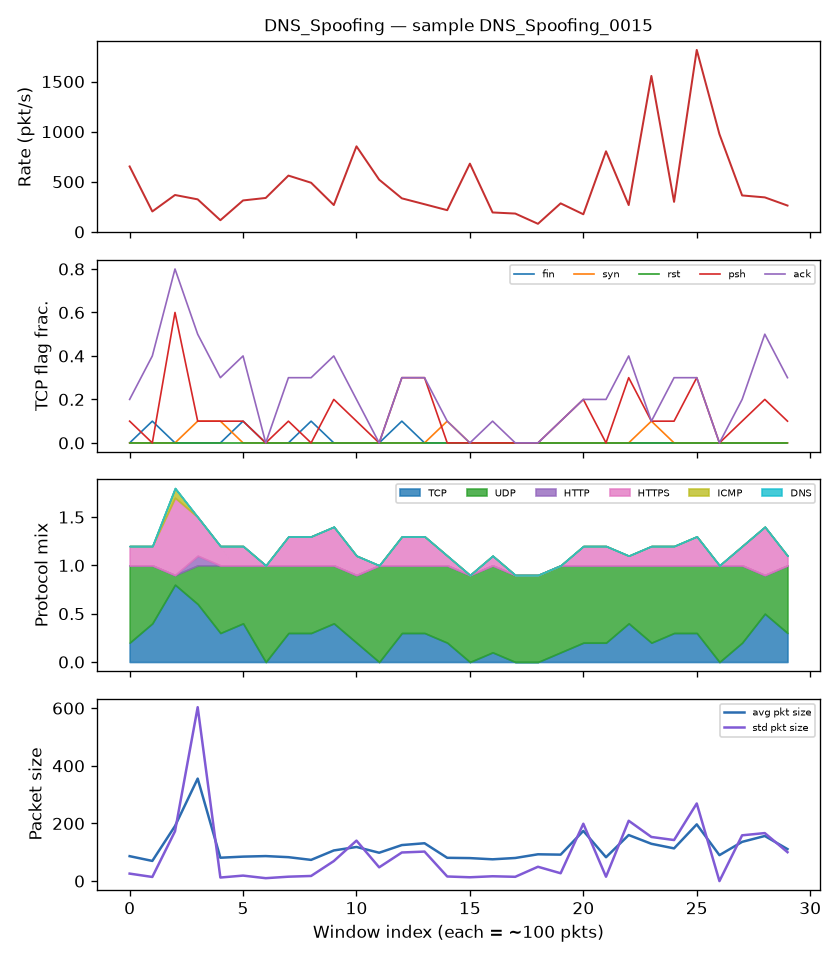 DNS_Spoofing — sample DNS_Spoofing_0015
Rate (pkt/s)
1500
1000
500
0
TCP flag frac.
0.8
0.6
0.4
0.2
0.0
fin syn rst psh ack
Protocol mix
1.5
1.0
0.5
0.0
TCP UDP HTTP HTTPS ICMP DNS
Packet size
600
400
200
0
avg pkt size
std pkt size
0 5 10 15 20 25 30
Window index (each = ~100 pkts)